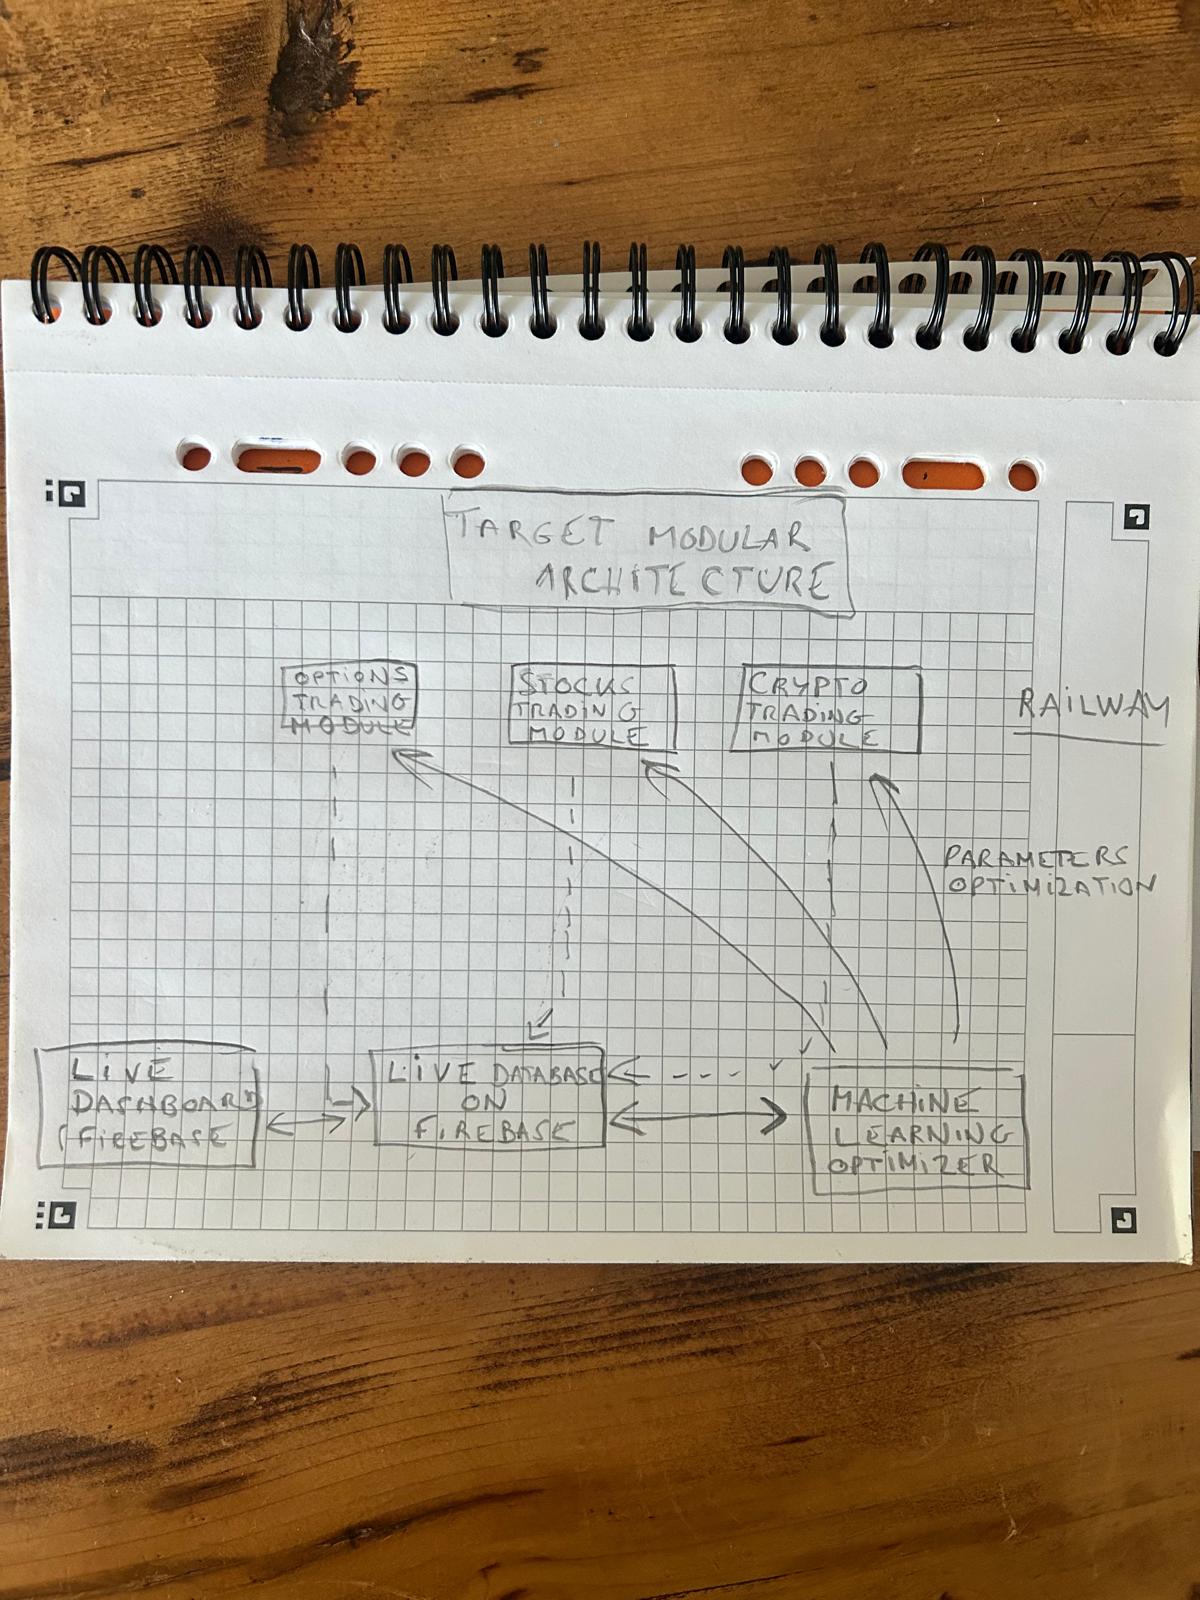 TARGET MODULAR
ARCHITECTURE
OPTIONS
TRADING
MODULE
STOCKS
TRADING
MODULE
CRYPTO
TRADING
MODULE
RAILWAY
PARAMETERS
OPTIMIZATION
LIVE
DASHBOARD
(FIREBASE
LIVE DATABASE
ON
FIREBASE
MACHINE
LEARNING
OPTIMIZER